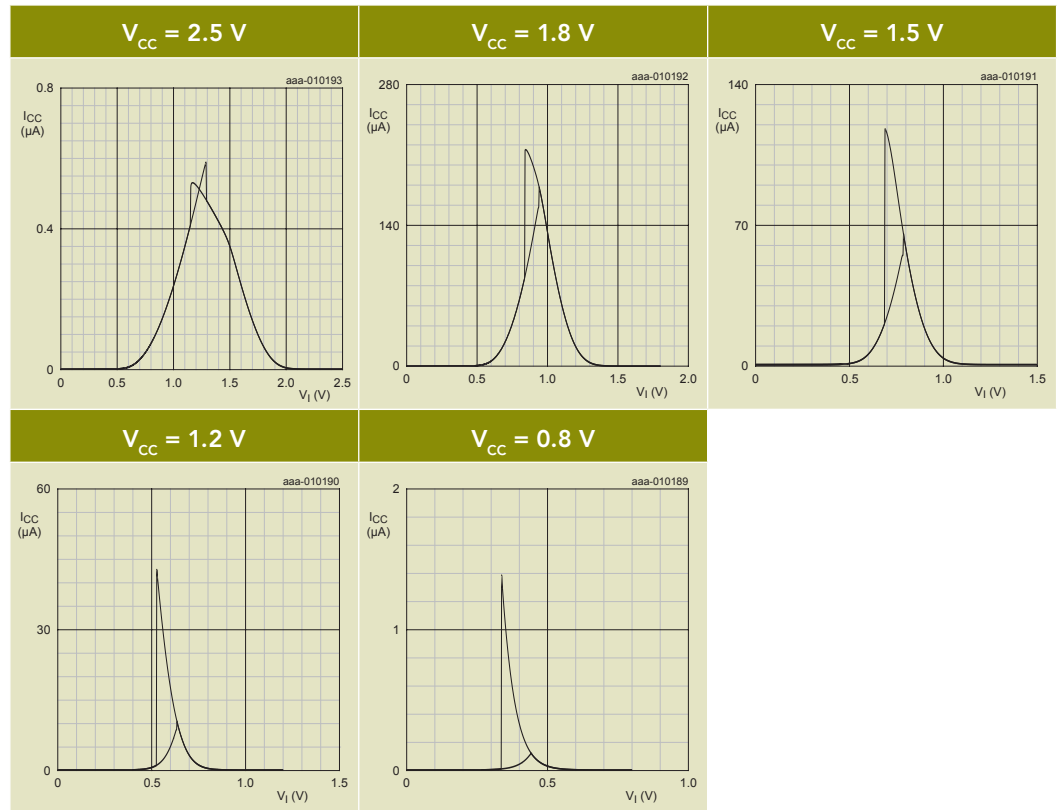 VCC = 2.5 V
aaa-010193
0.8
ICC
(µA)
0.4
0
0 0.5 1.0 1.5 2.0 2.5
VI (V)
VCC = 1.8 V
aaa-010192
280
ICC
(µA)
140
0
0 0.5 1.0 1.5 2.0
VI (V)
VCC = 1.5 V
aaa-010191
140
ICC
(µA)
70
0
0 0.5 1.0 1.5
VI (V)
VCC = 1.2 V
aaa-010190
60
ICC
(µA)
30
0
0 0.5 1.0 1.5
VI (V)
VCC = 0.8 V
aaa-010189
2
ICC
(µA)
1
0
0 0.5 1.0
VI (V)